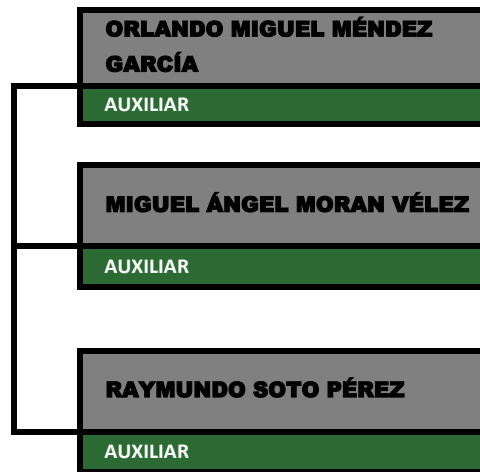 ORLANDO MIGUEL MÉNDEZ
GARCÍA
AUXILIAR
MIGUEL ÁNGEL MORAN VÉLEZ
AUXILIAR
RAYMUNDO SOTO PÉREZ
AUXILIAR